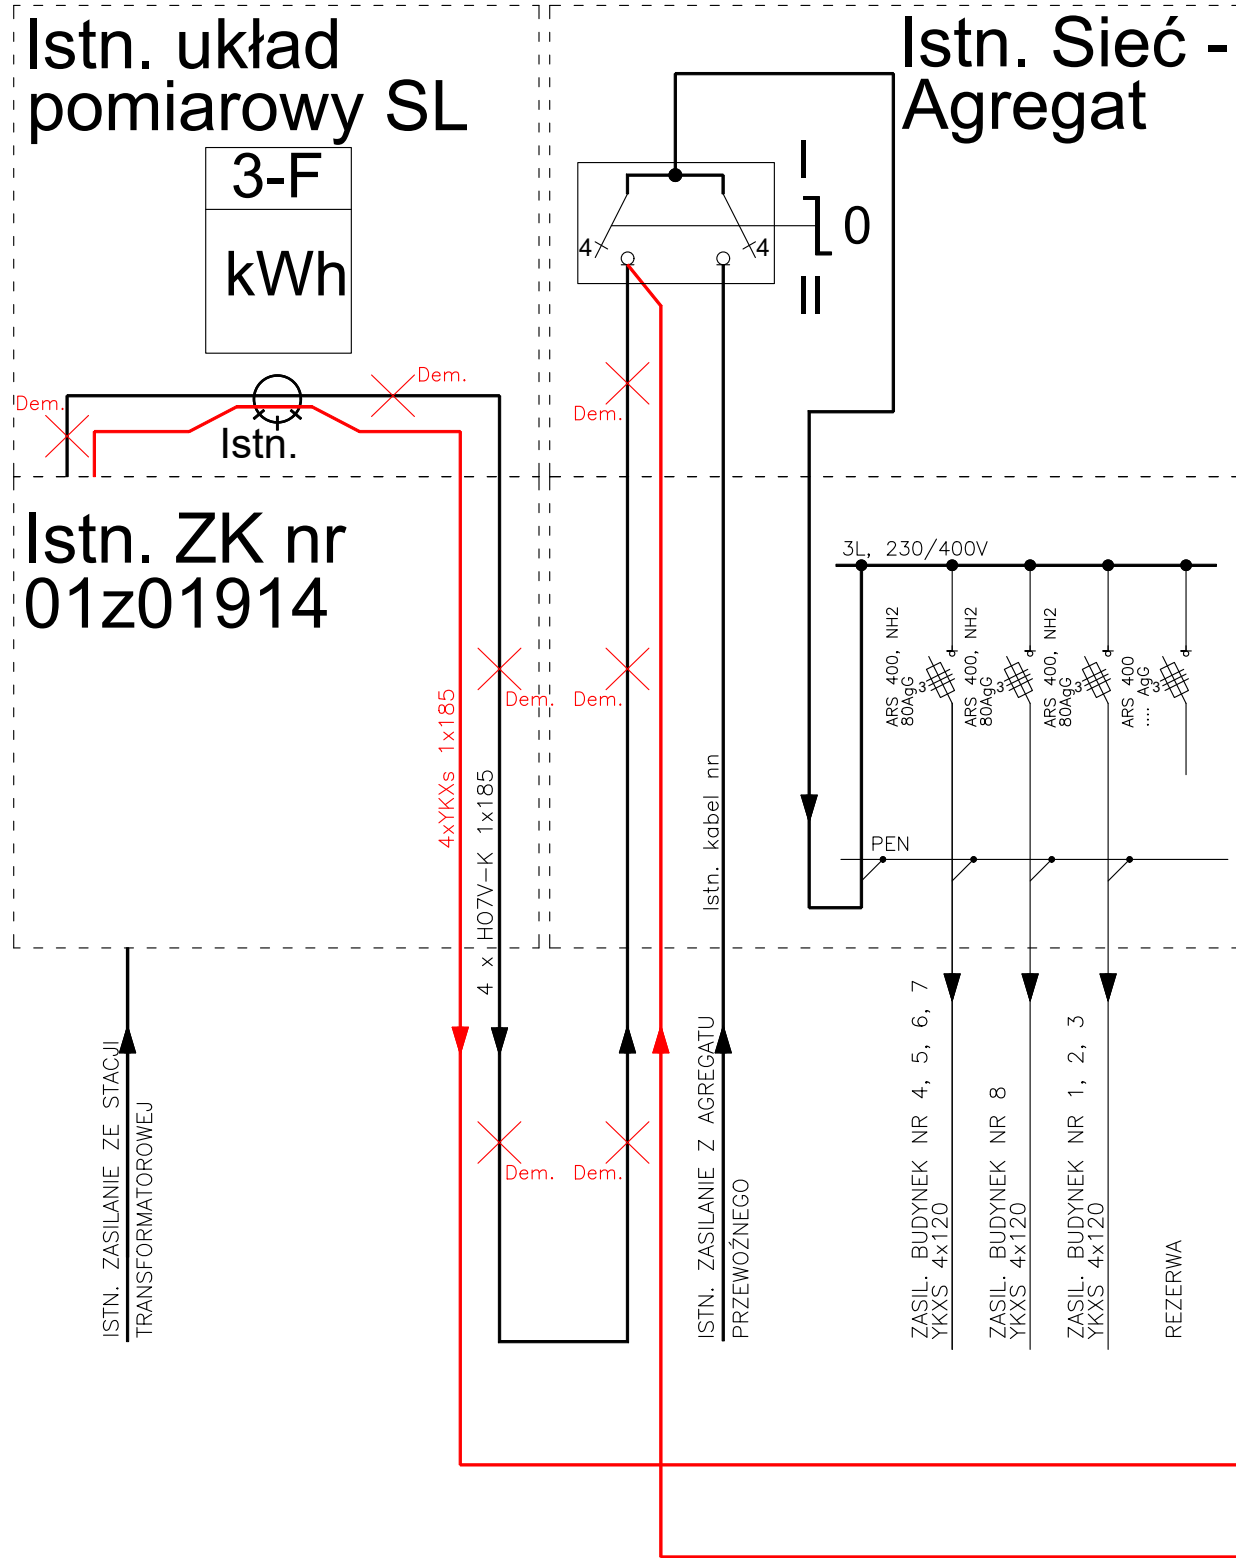 Istn. układ
pomiarowy SL
3-F
kWh
Istn. Sieć -
Agregat
I
0
II
4
4
Dem.
Dem.
Istn.
Dem.
Istn. ZK nr
01z01914
3L, 230/400V
ARS 400, NH2
80AgG
3
ARS 400, NH2
80AgG
3
ARS 400, NH2
80AgG
3
ARS 400
.... AgG
3
Dem.
Dem.
4xYKXs 1x185
4 x H07V-K 1x185
Istn. kabel nn
PEN
ISTN. ZASILANIE ZE STACJI
TRANSFORMATOROWEJ
Dem.
Dem.
ISTN. ZASILANIE Z AGREGATU
PRZEWOŹNEGO
ZASIL. BUDYNEK NR 4, 5, 6, 7
YKXS 4x120
ZASIL. BUDYNEK NR 8
YKXS 4x120
ZASIL. BUDYNEK NR 1, 2, 3
YKXS 4x120
REZERWA